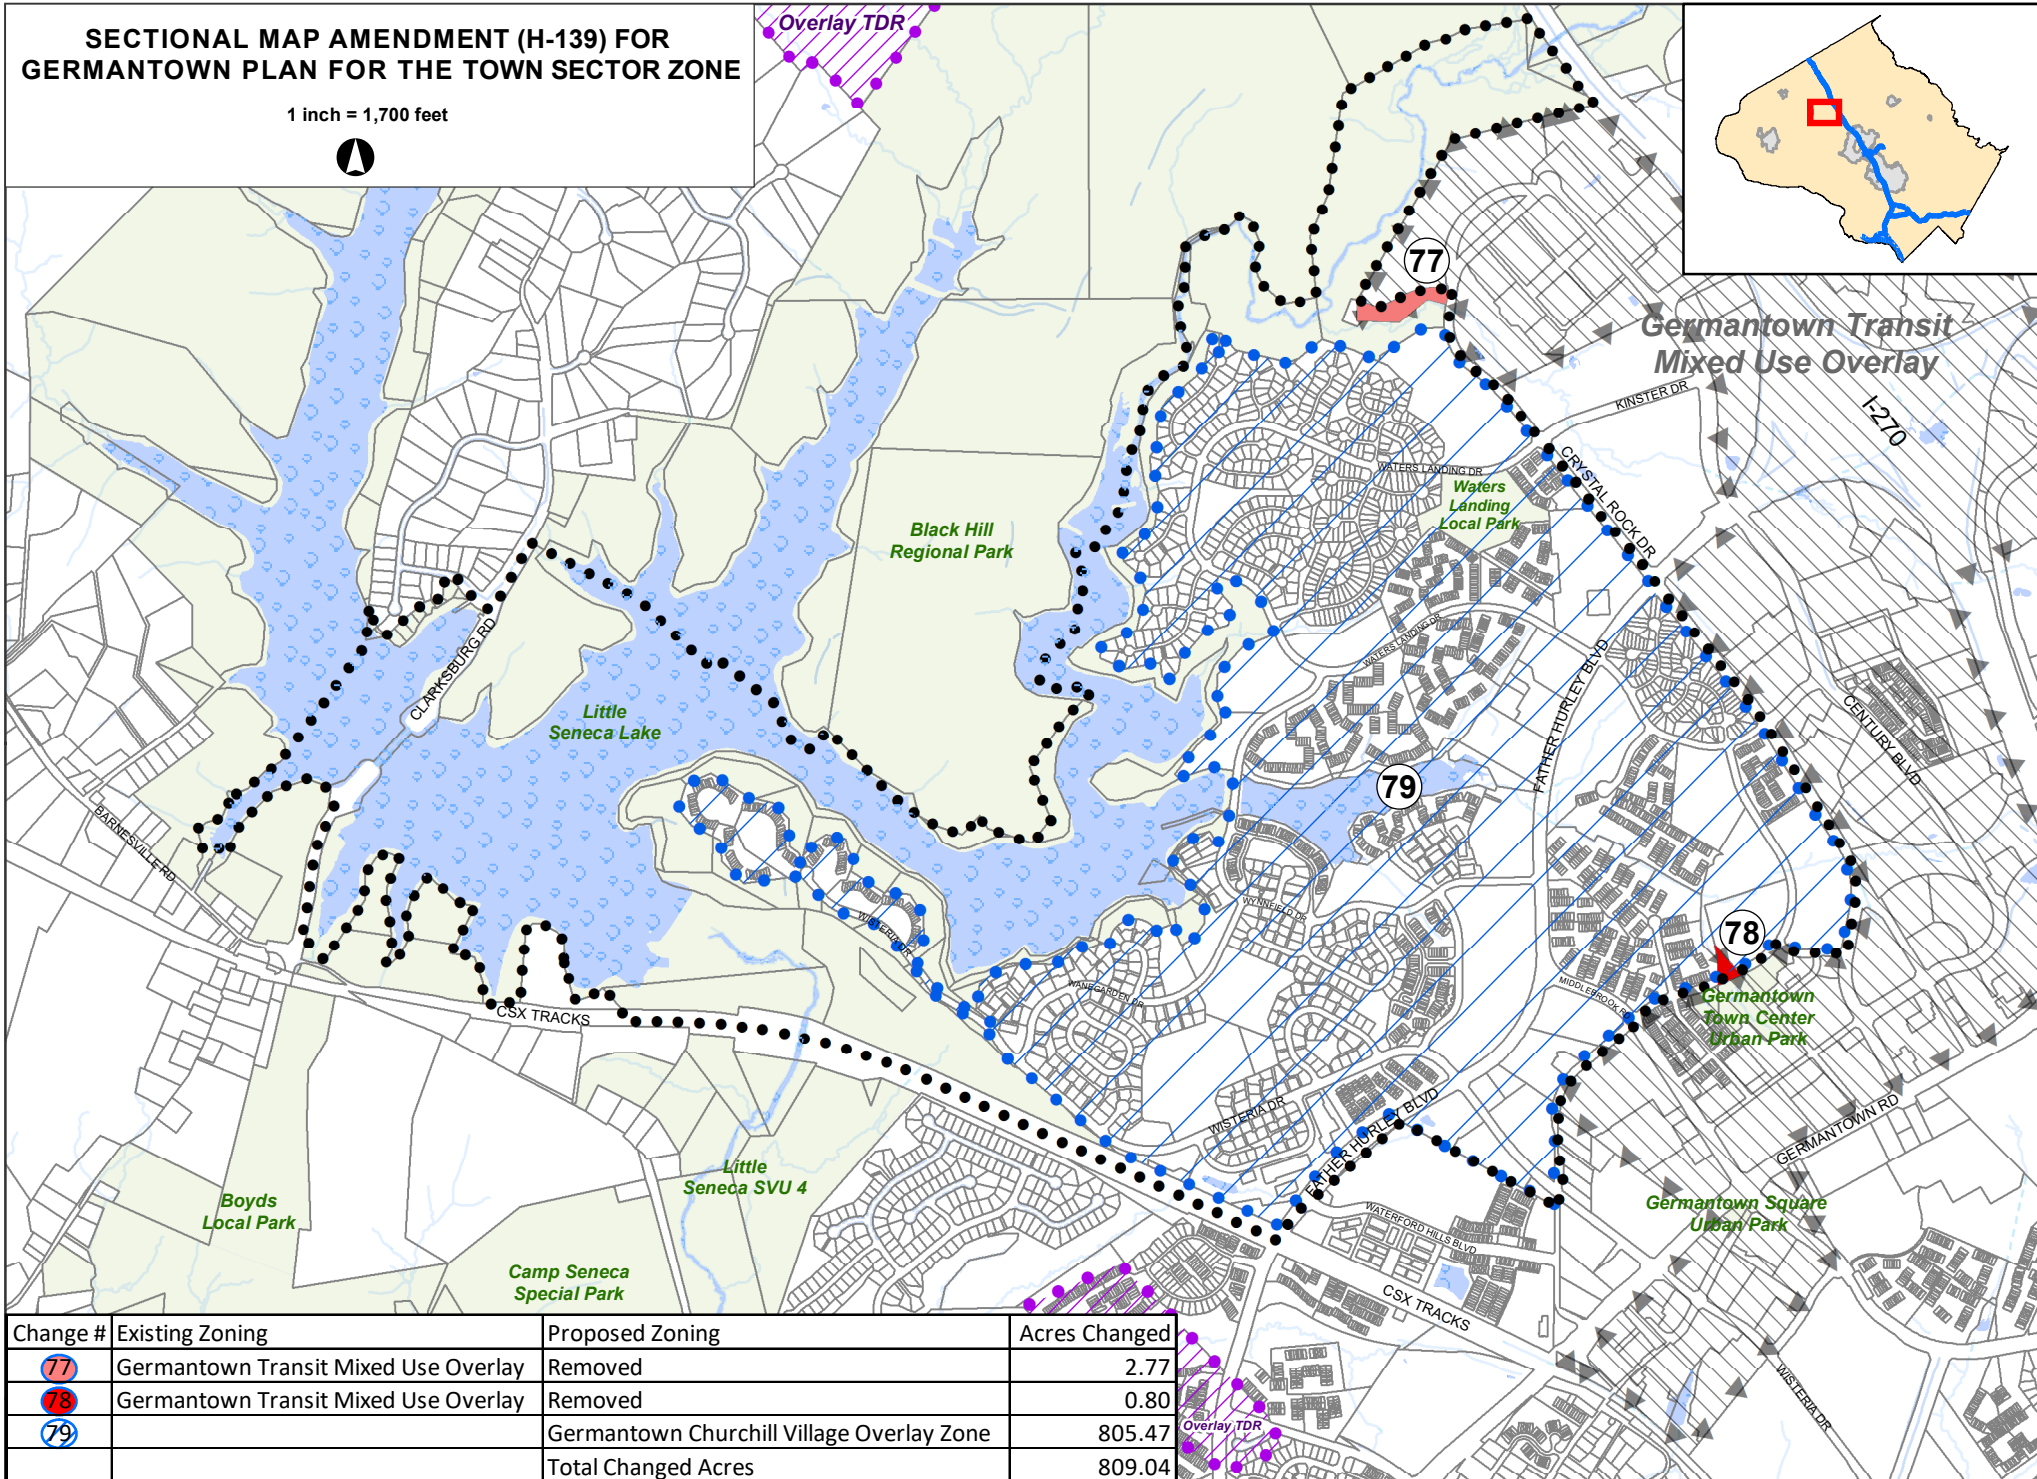 SECTIONAL MAP AMENDMENT (H-139) FOR
GERMANTOWN PLAN FOR THE TOWN SECTOR ZONE
1 inch = 1,700 feet
Overlay TDR
77
Germantown Transit
Mixed Use Overlay
KINSTER DR
I-270
CRYSTAL ROCK DR
WATERS LANDING DR
Waters
Landing
Local Park
Black Hill
Regional Park
WATERS LANDING DR
FATHER HURLEY BLVD
CENTURY BLVD
CLARKSBURG RD
Little
Seneca Lake
79
BARNESVILLE RD
WISTERIA DR
WYNNFIELD DR
78
WANEGARDEN DR
MIDDLEBROOK RD
Germantown
Town Center
Urban Park
CSX TRACKS
WISTERIA DR
FATHER HURLEY BLVD
GERMANTOWN RD
Little
Seneca SVU 4
Boyds
Local Park
Germantown Square
Urban Park
WATERFORD HILLS BLVD
Camp Seneca
Special Park
CSX TRACKS
WISTERIA DR
Overlay TDR
Change # Existing Zoning Proposed Zoning Acres Changed
77 Germantown Transit Mixed Use Overlay Removed 2.77
78 Germantown Transit Mixed Use Overlay Removed 0.80
79 Germantown Churchill Village Overlay Zone 805.47
Total Changed Acres 809.04